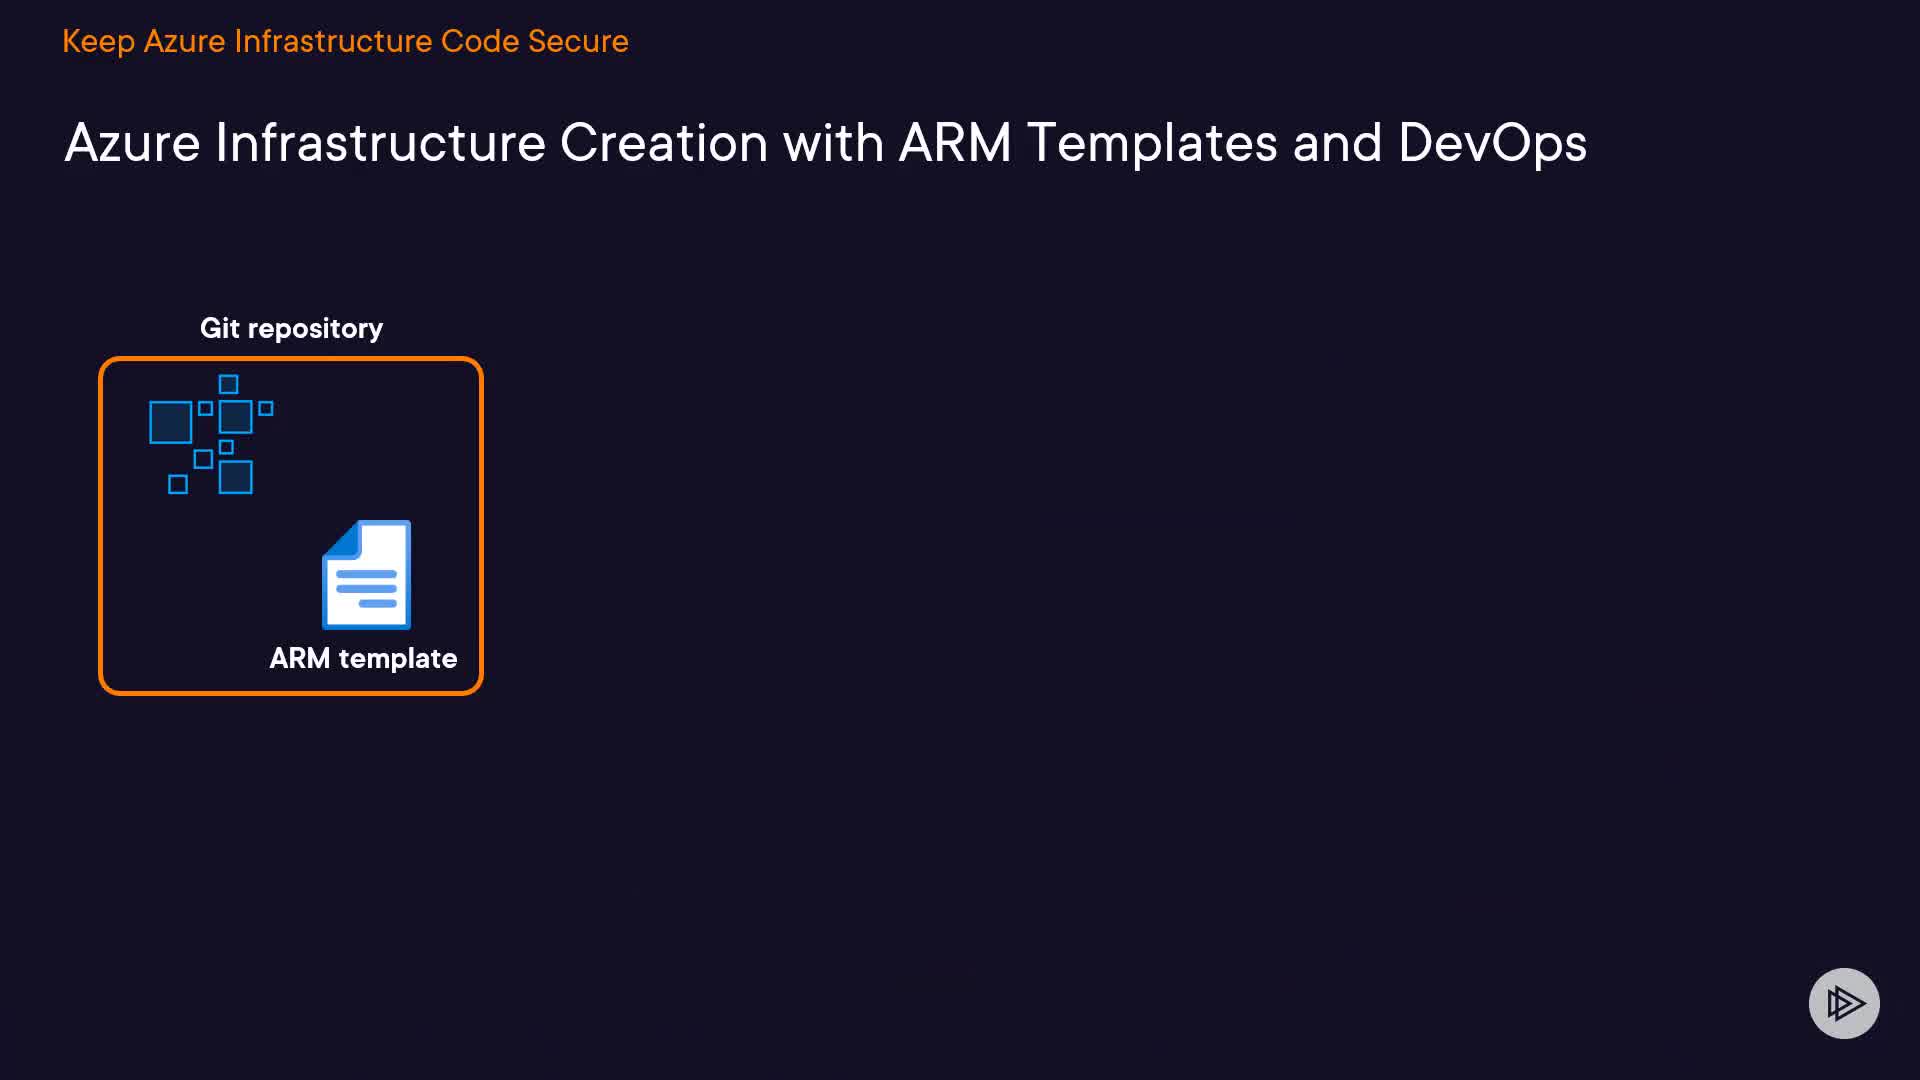 Keep Azure Infrastructure Code Secure
Azure Infrastructure Creation with ARM Templates and DevOps
Git repository
ARM template